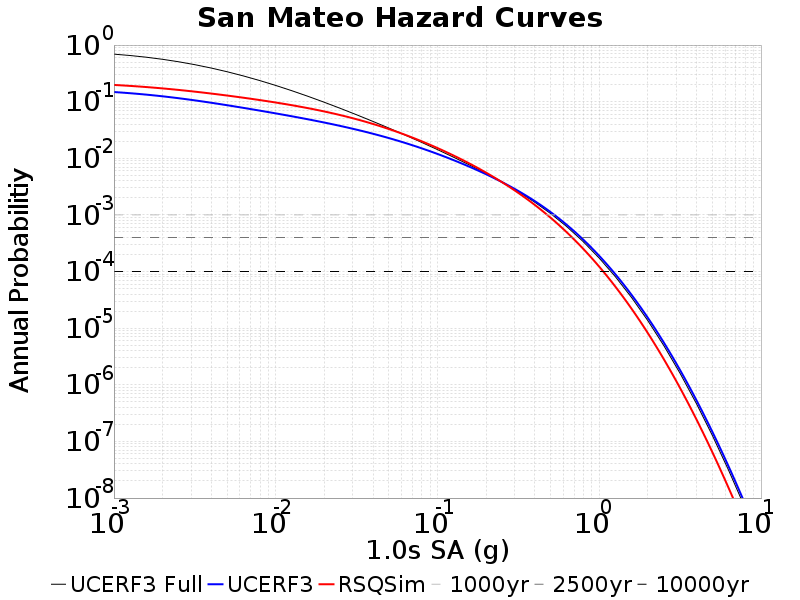 San Mateo Hazard Curves
10^0
10^-1
10^-2
10^-3
10^-4
10^-5
10^-6
10^-7
10^-8
Annual Probabilitiy
10^-3 10^-2 10^-1 10^0 10^1
1.0s SA (g)
UCERF3 Full UCERF3 RSQSim 1000yr 2500yr 10000yr